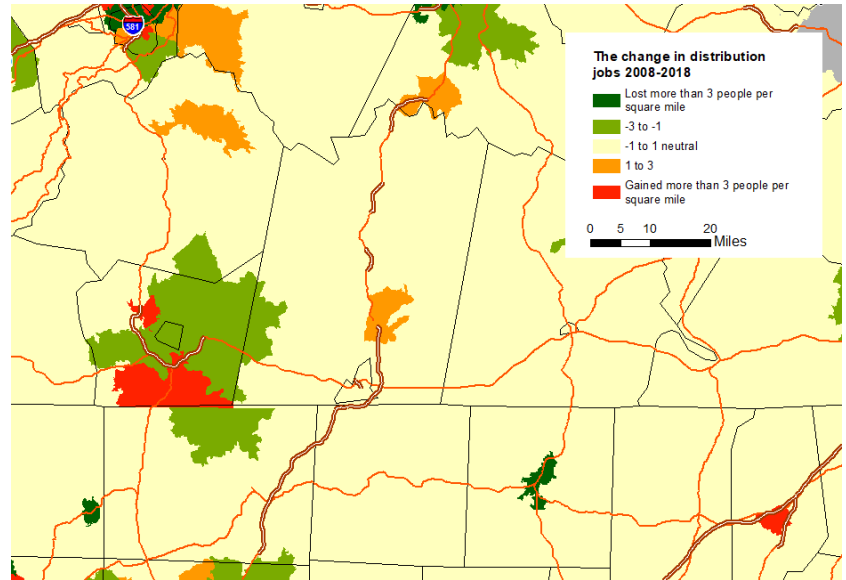 581
The change in distribution
jobs 2008-2018
Lost more than 3 people per
square mile
-3 to -1
-1 to 1 neutral
1 to 3
Gained more than 3 people per
square mile
0 5 10 20
Miles